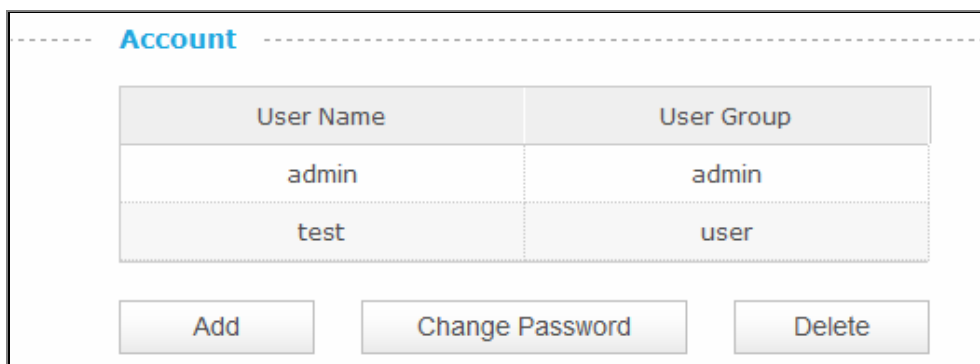 Account
User Name User Group
admin admin
test user
Add Change Password Delete